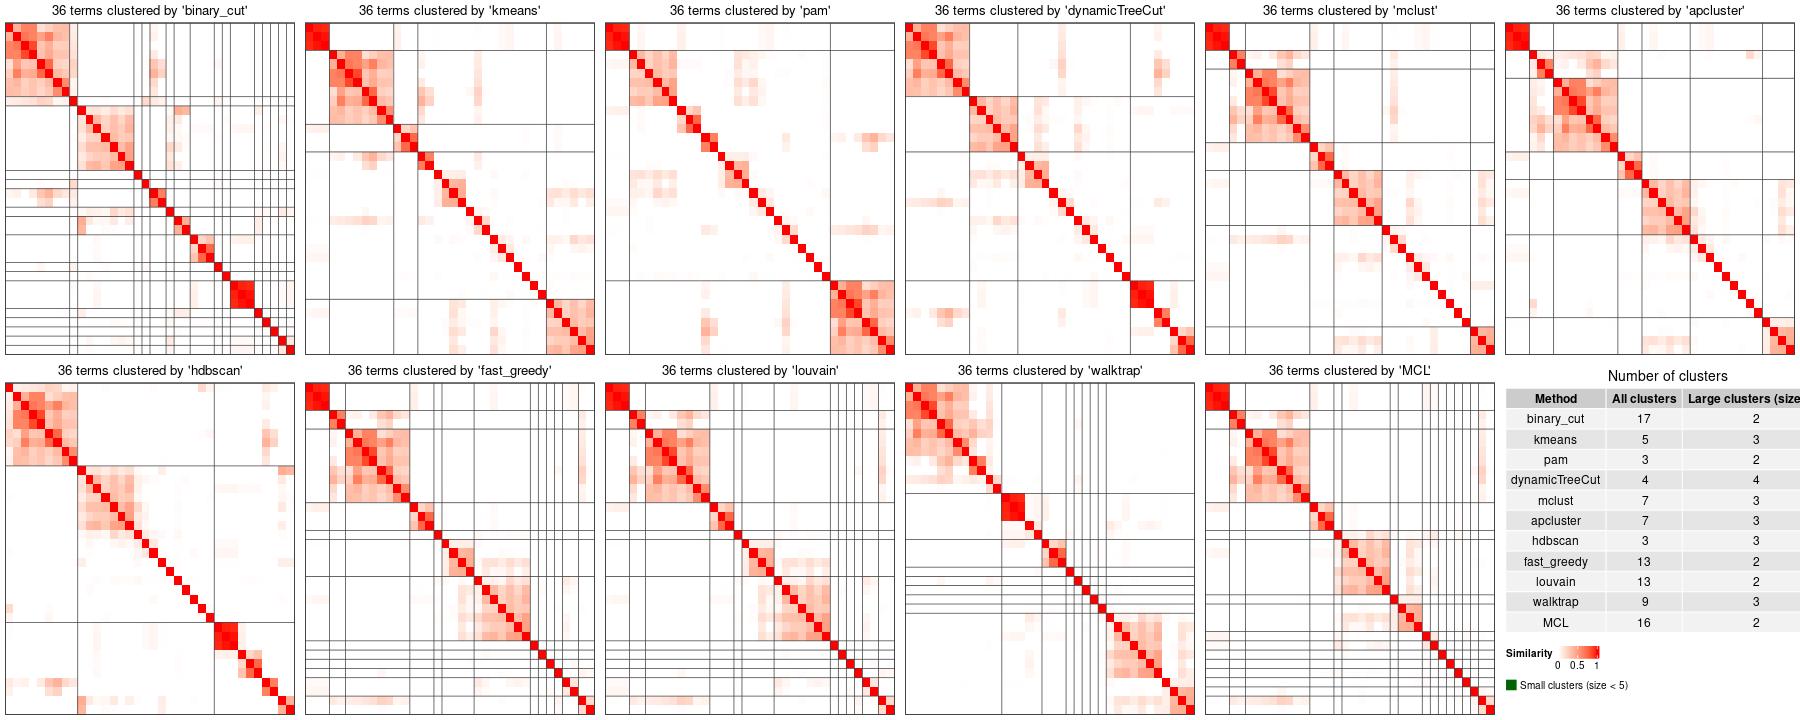 36 terms clustered by 'binary_cut'
36 terms clustered by 'kmeans'
36 terms clustered by 'pam'
36 terms clustered by 'dynamicTreeCut'
36 terms clustered by 'mclust'
36 terms clustered by 'apcluster'
36 terms clustered by 'hdbscan'
36 terms clustered by 'fast_greedy'
36 terms clustered by 'louvain'
36 terms clustered by 'walktrap'
36 terms clustered by 'MCL'
Number of clusters
Method All clusters Large clusters (size
binary_cut 17 2
kmeans 5 3
pam 3 2
dynamicTreeCut 4 4
mclust 7 3
apcluster 7 3
hdbscan 3 3
fast_greedy 13 2
louvain 13 2
walktrap 9 3
MCL 16 2
Similarity
0 0.5 1
Small clusters (size < 5)